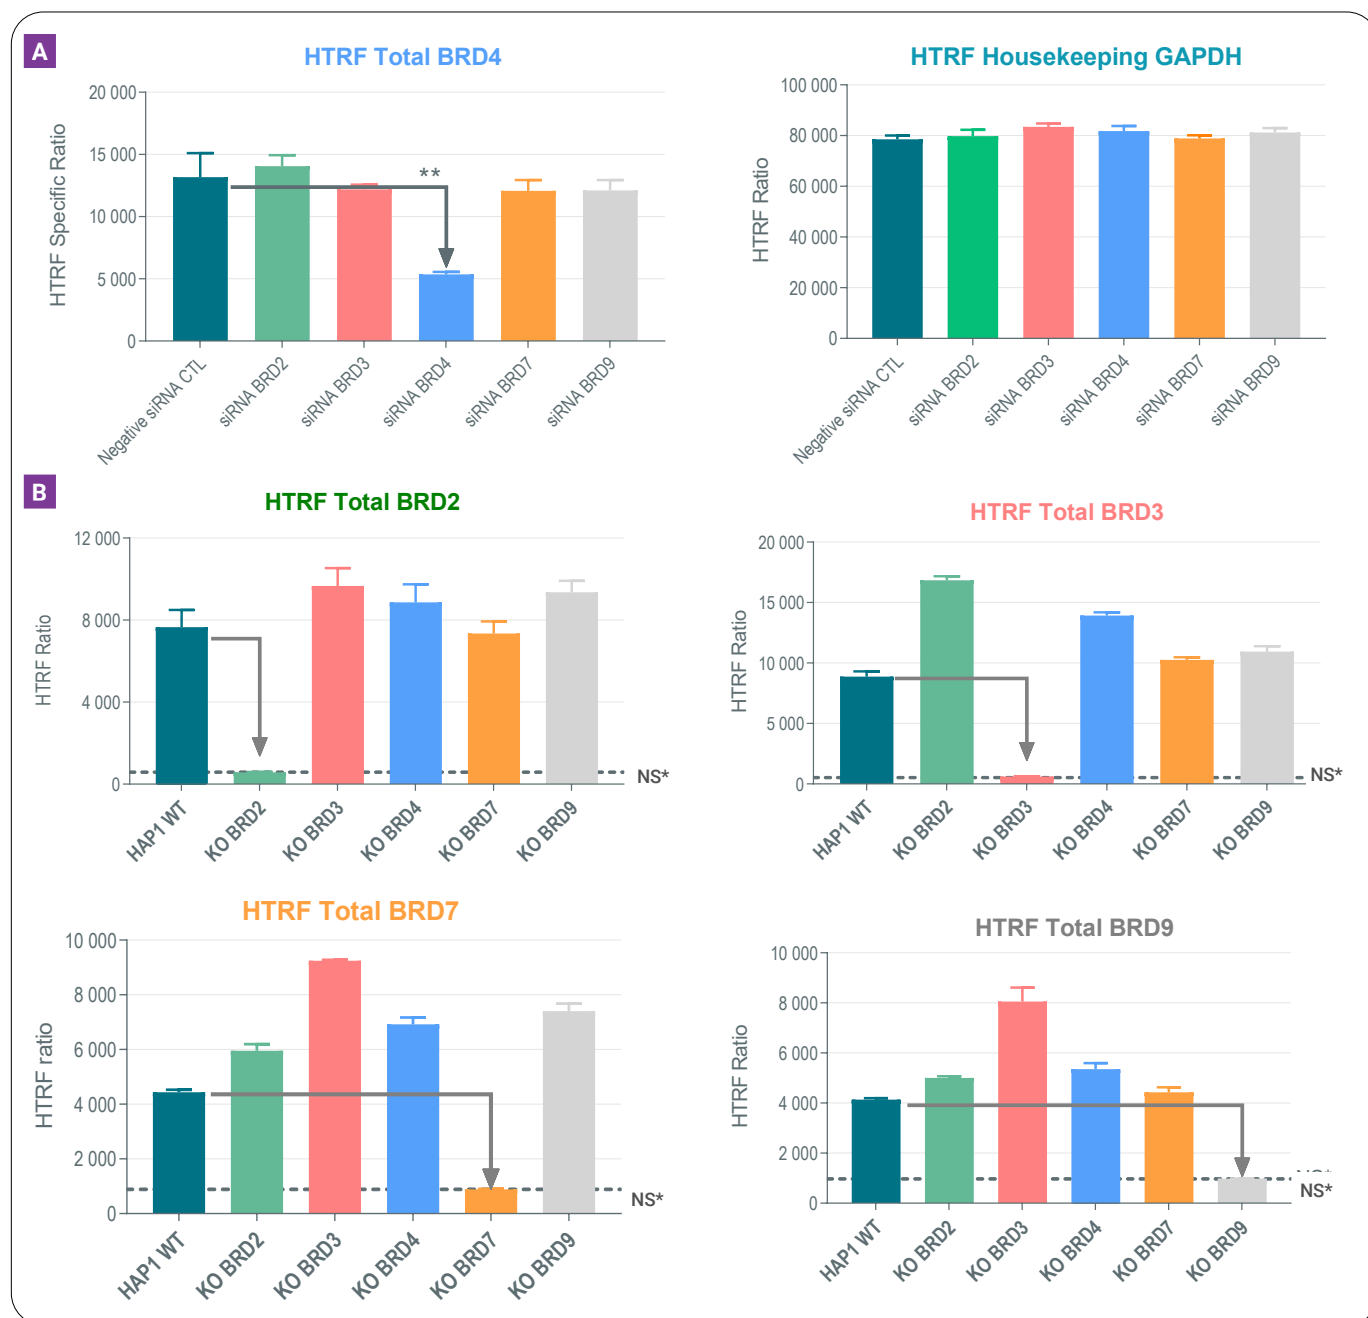 A
HTRF Total BRD4
HTRF Specific Ratio
20 000
15 000
10 000
5 000
0
**
Negative siRNA CTL
siRNA BRD2
siRNA BRD3
siRNA BRD4
siRNA BRD7
siRNA BRD9
HTRF Housekeeping GAPDH
HTRF Ratio
100 000
80 000
60 000
40 000
20 000
0
Negative siRNA CTL
siRNA BRD2
siRNA BRD3
siRNA BRD4
siRNA BRD7
siRNA BRD9
B
HTRF Total BRD2
HTRF Ratio
12 000
8 000
4 000
0
NS*
HAP1 WT
KO BRD2
KO BRD3
KO BRD4
KO BRD7
KO BRD9
HTRF Total BRD3
HTRF Ratio
20 000
15 000
10 000
5 000
0
NS*
HAP1 WT
KO BRD2
KO BRD3
KO BRD4
KO BRD7
KO BRD9
HTRF Total BRD7
HTRF ratio
10 000
8 000
6 000
4 000
2 000
0
NS*
HAP1 WT
KO BRD2
KO BRD3
KO BRD4
KO BRD7
KO BRD9
HTRF Total BRD9
HTRF Ratio
10 000
8 000
6 000
4 000
2 000
0
NS*
HAP1 WT
KO BRD2
KO BRD3
KO BRD4
KO BRD7
KO BRD9